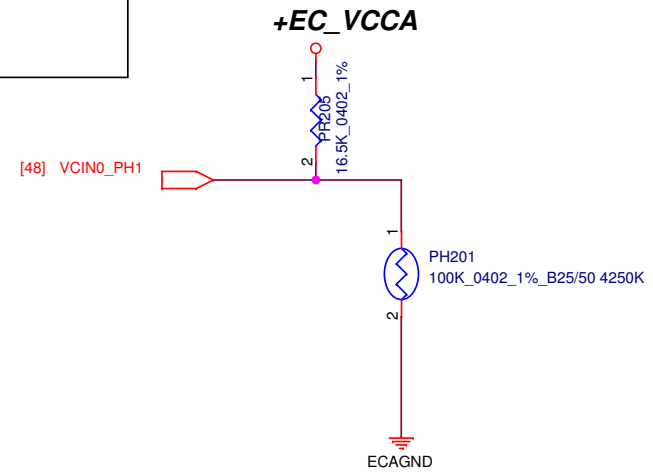 +EC_VCCA
1
PR205
16.5K_0402_1%
2
[48] VCIN0_PH1
1
PH201
100K_0402_1%_B25/50 4250K
2
ECAGND